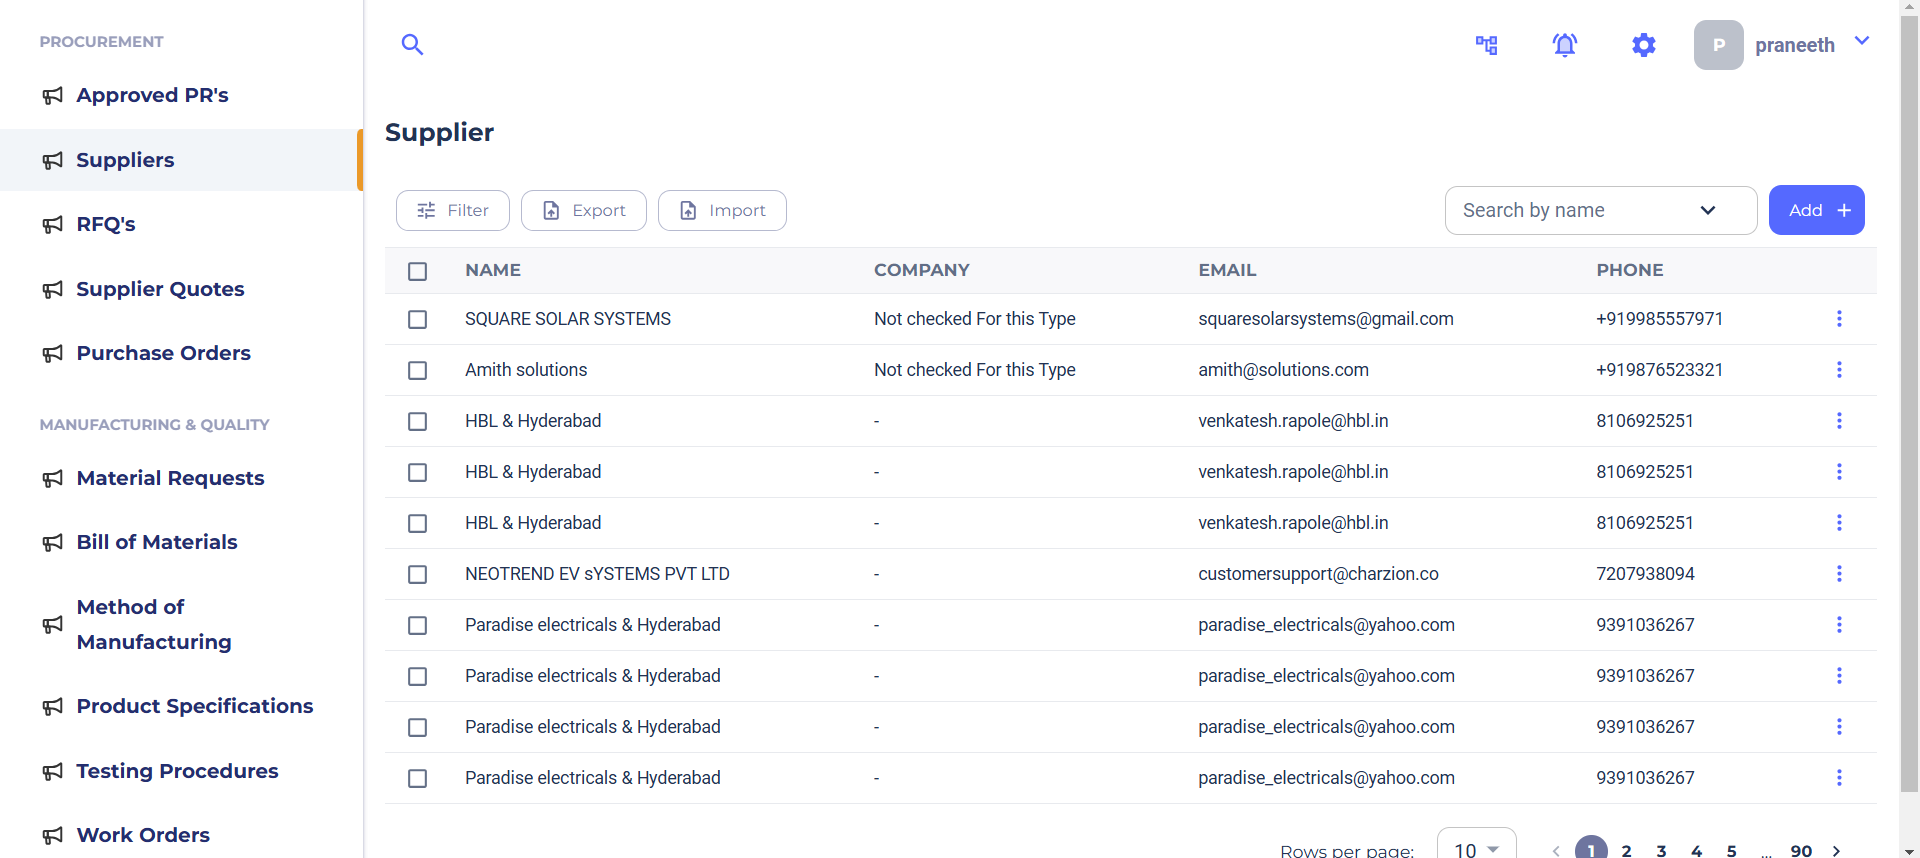 PROCUREMENT
Approved PR's
Suppliers
RFQ's
Supplier Quotes
Purchase Orders
MANUFACTURING & QUALITY
Material Requests
Bill of Materials
Method of
Manufacturing
Product Specifications
Testing Procedures
Work Orders
P praneeth
Supplier
Filter Export Import Search by name Add +
NAME COMPANY EMAIL PHONE
SQUARE SOLAR SYSTEMS Not checked For this Type squaresolarsystems@gmail.com +919985557971
Amith solutions Not checked For this Type amith@solutions.com +919876523321
HBL & Hyderabad - venkatesh.rapole@hbl.in 8106925251
HBL & Hyderabad - venkatesh.rapole@hbl.in 8106925251
HBL & Hyderabad - venkatesh.rapole@hbl.in 8106925251
NEOTREND EV sYSTEMS PVT LTD - customersupport@charzion.co 7207938094
Paradise electricals & Hyderabad - paradise_electricals@yahoo.com 9391036267
Paradise electricals & Hyderabad - paradise_electricals@yahoo.com 9391036267
Paradise electricals & Hyderabad - paradise_electricals@yahoo.com 9391036267
Paradise electricals & Hyderabad - paradise_electricals@yahoo.com 9391036267
Rows per page: 10 1 2 3 4 5 ... 90